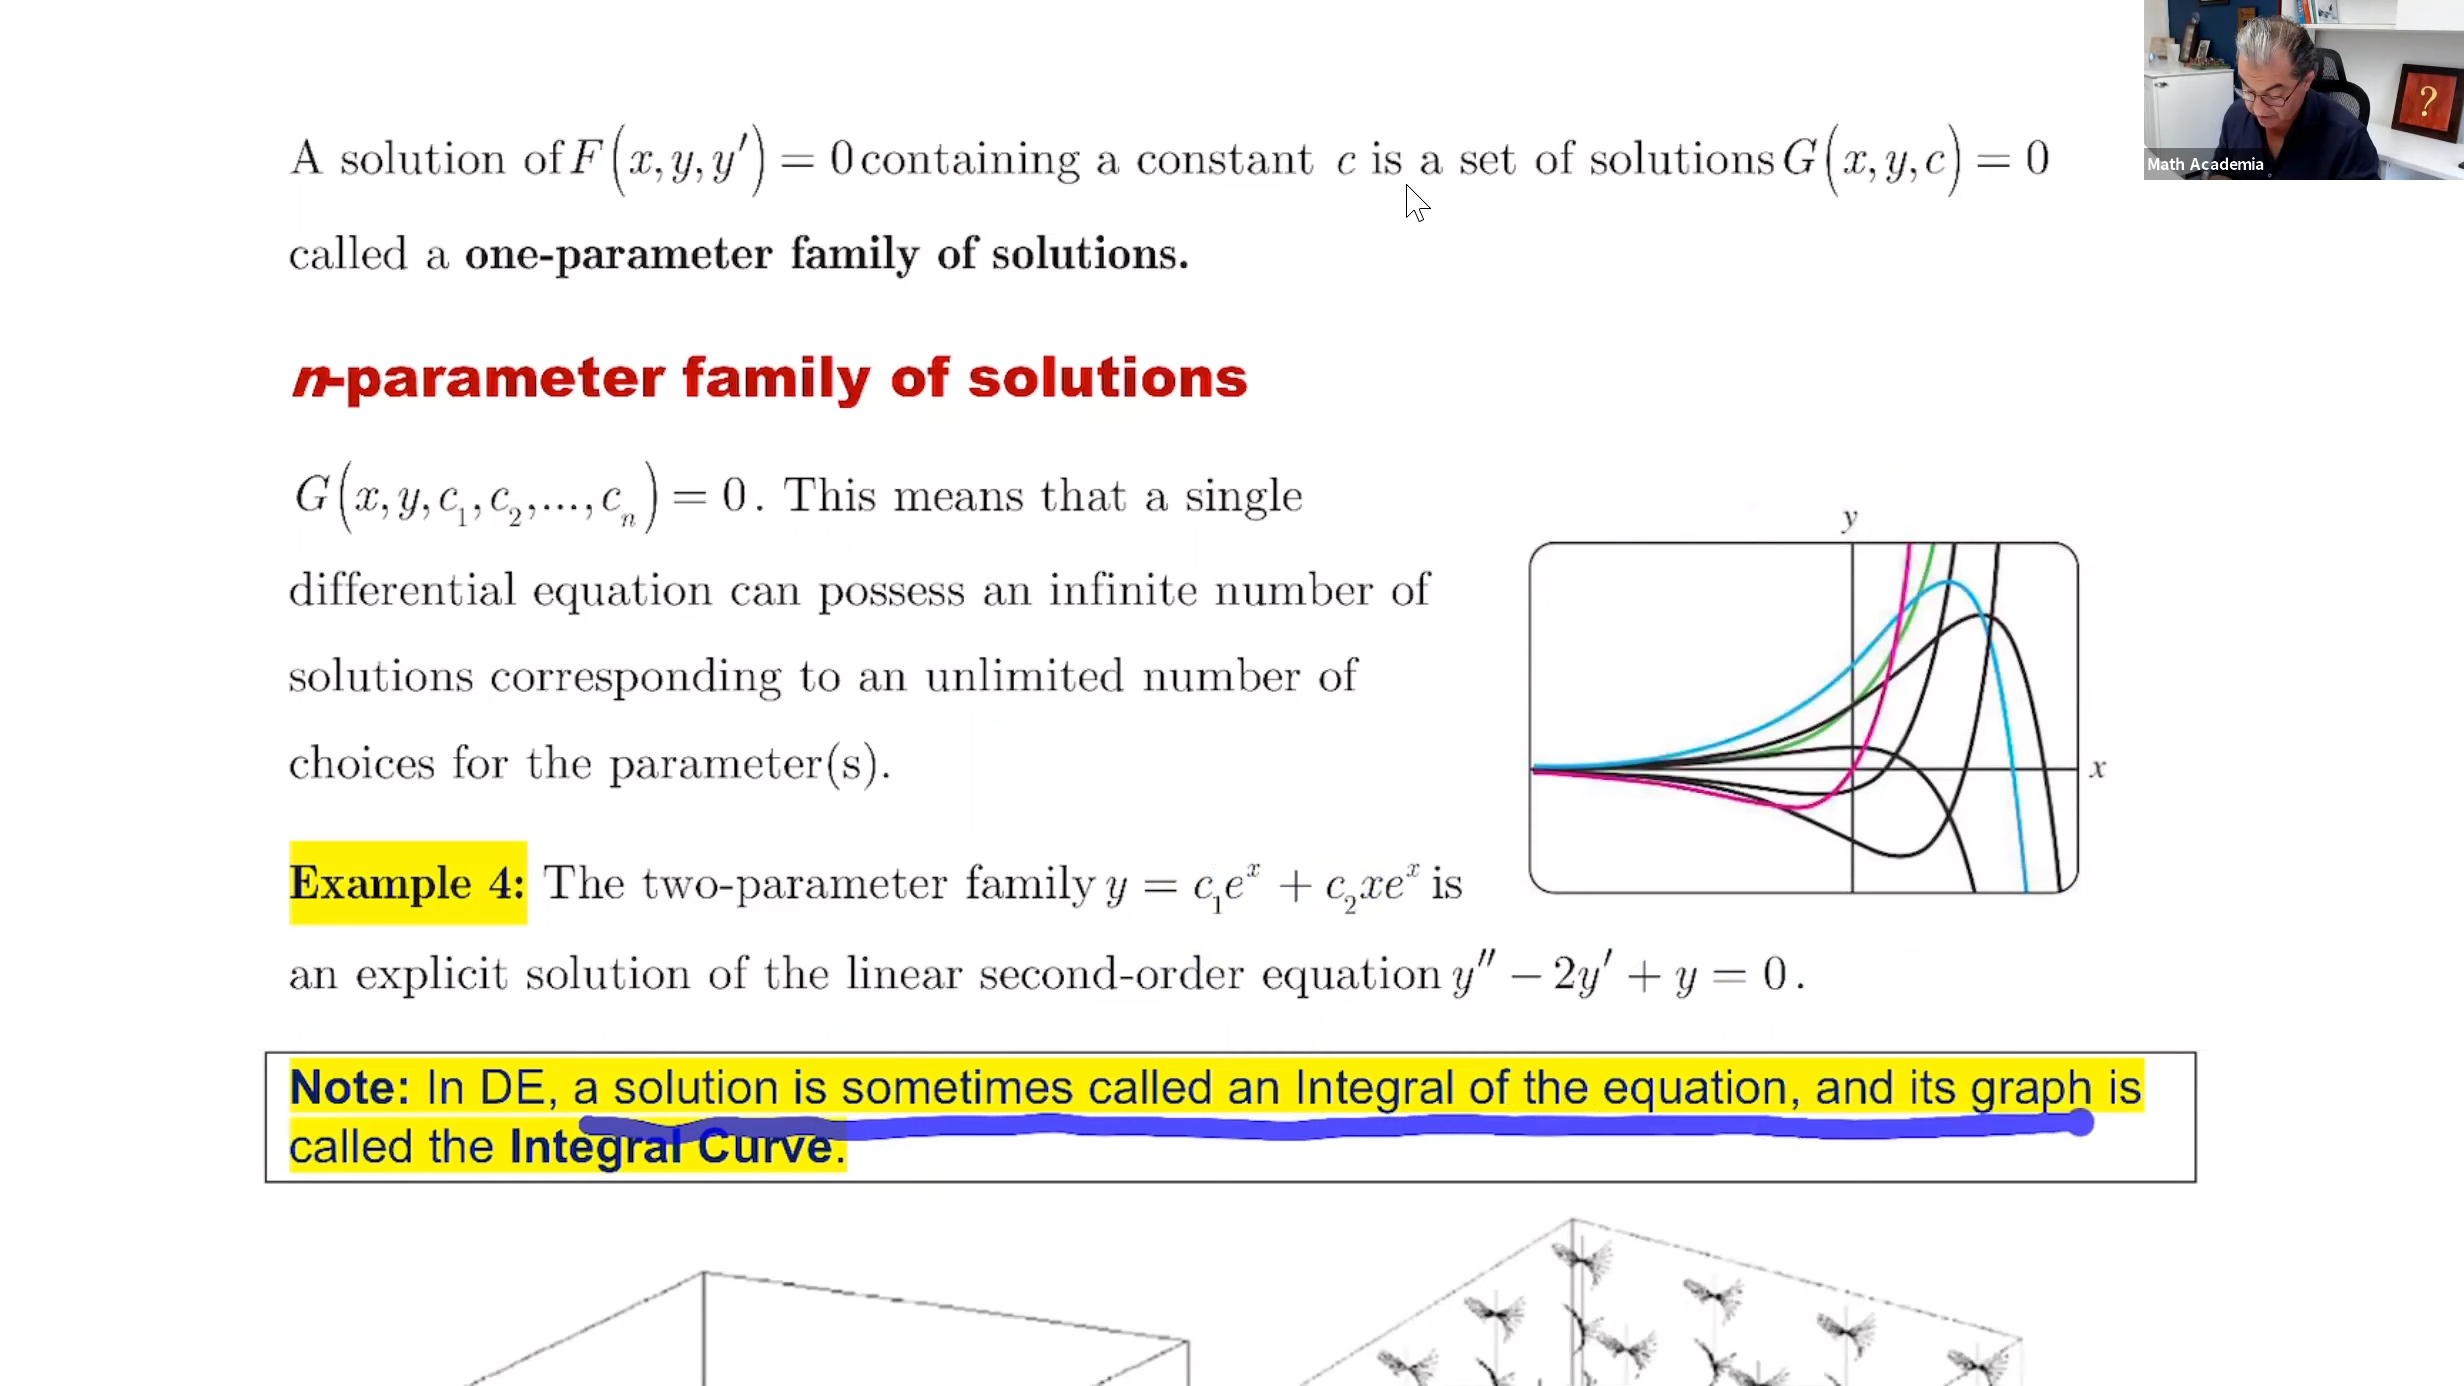 A solution of F(x, y, y′) = 0 containing a constant c is a set of solutions G(x, y, c) = 0
called a one-parameter family of solutions.
n-parameter family of solutions
G(x, y, c₁, c₂, ..., cₙ) = 0. This means that a single
differential equation can possess an infinite number of
solutions corresponding to an unlimited number of
choices for the parameter(s).
y
x
Example 4: The two-parameter family y = c₁eˣ + c₂xeˣ is
an explicit solution of the linear second-order equation y″ − 2y′ + y = 0.
Note: In DE, a solution is sometimes called an Integral of the equation, and its graph is
called the Integral Curve.
?
Math Academia